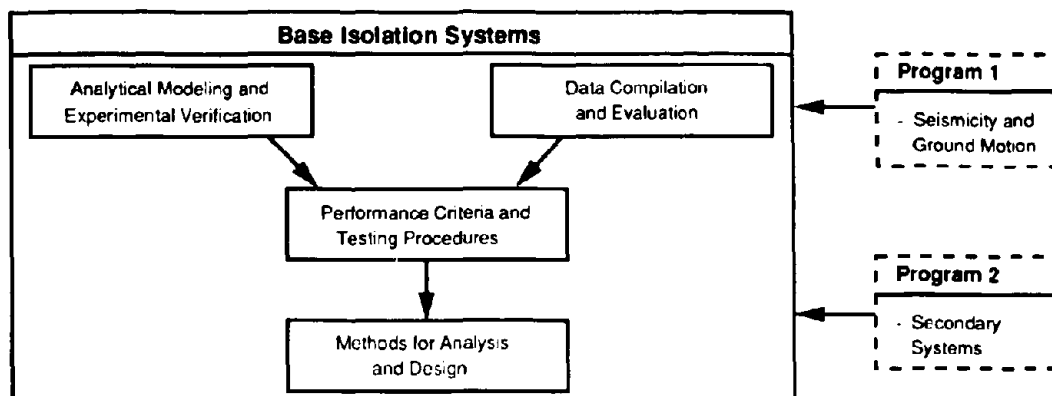 Base Isolation Systems
Analytical Modeling and
Experimental Verification
Data Compilation
and Evaluation
Performance Criteria and
Testing Procedures
Methods for Analysis
and Design
Program 1
- Seismicity and
Ground Motion
Program 2
- Secondary
Systems